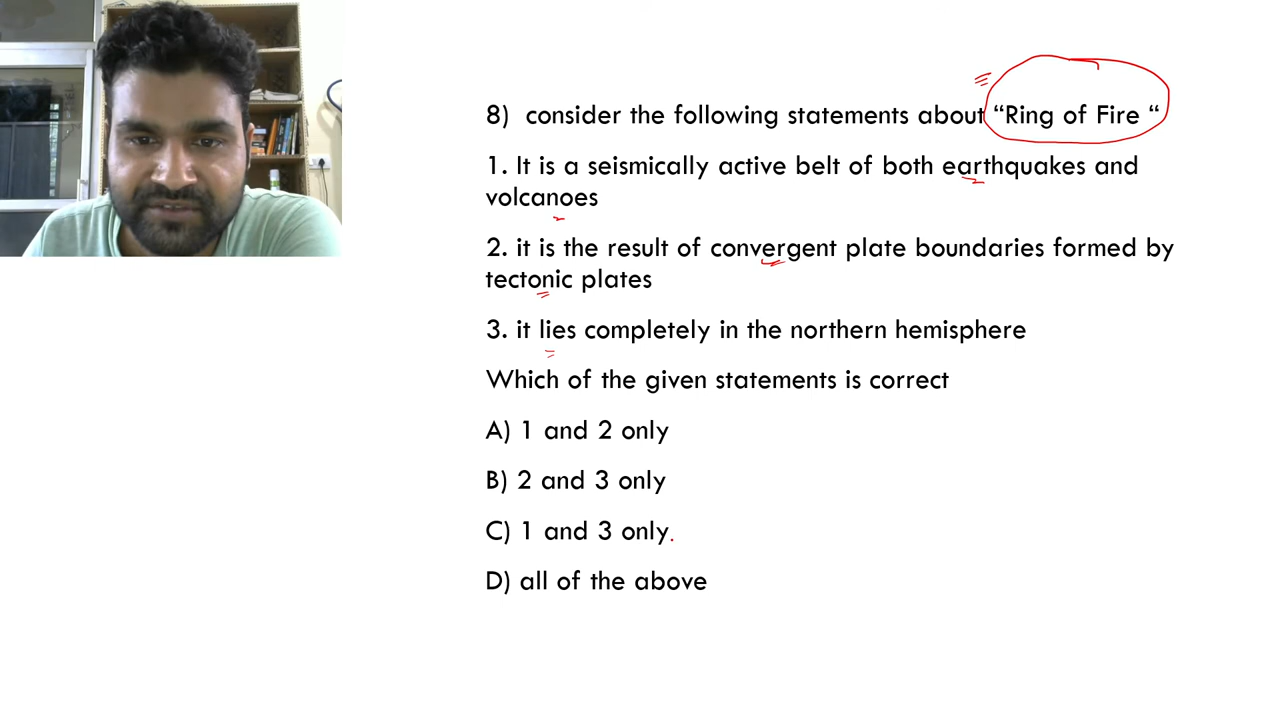 8)  consider the following statements about “Ring of Fire “
1. It is a seismically active belt of both earthquakes and
volcanoes
2. it is the result of convergent plate boundaries formed by
tectonic plates
3. it lies completely in the northern hemisphere
Which of the given statements is correct
A) 1 and 2 only
B) 2 and 3 only
C) 1 and 3 only.
D) all of the above